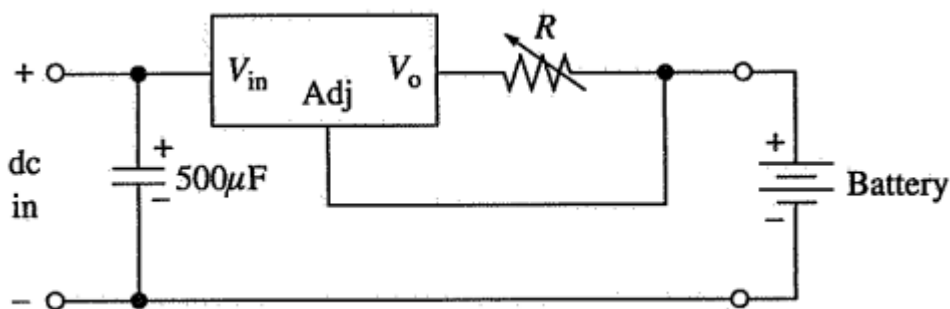 R
+
V_in
V_o
Adj
+
+
dc
in
500μF
−
Battery
−
−